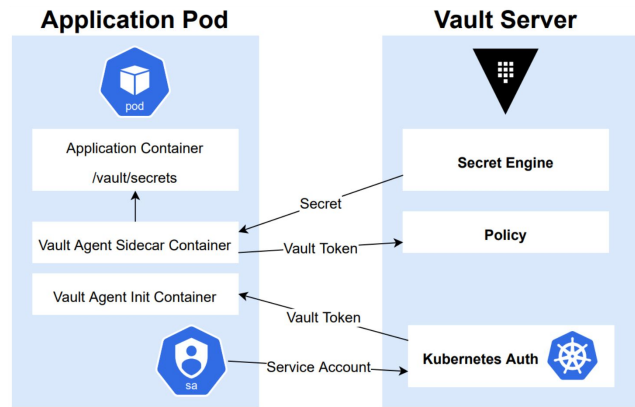 Application Pod
Vault Server
pod
Application Container
/vault/secrets
Secret Engine
Secret
Vault Agent Sidecar Container
Vault Token
Policy
Vault Agent Init Container
Vault Token
Kubernetes Auth
Service Account
sa